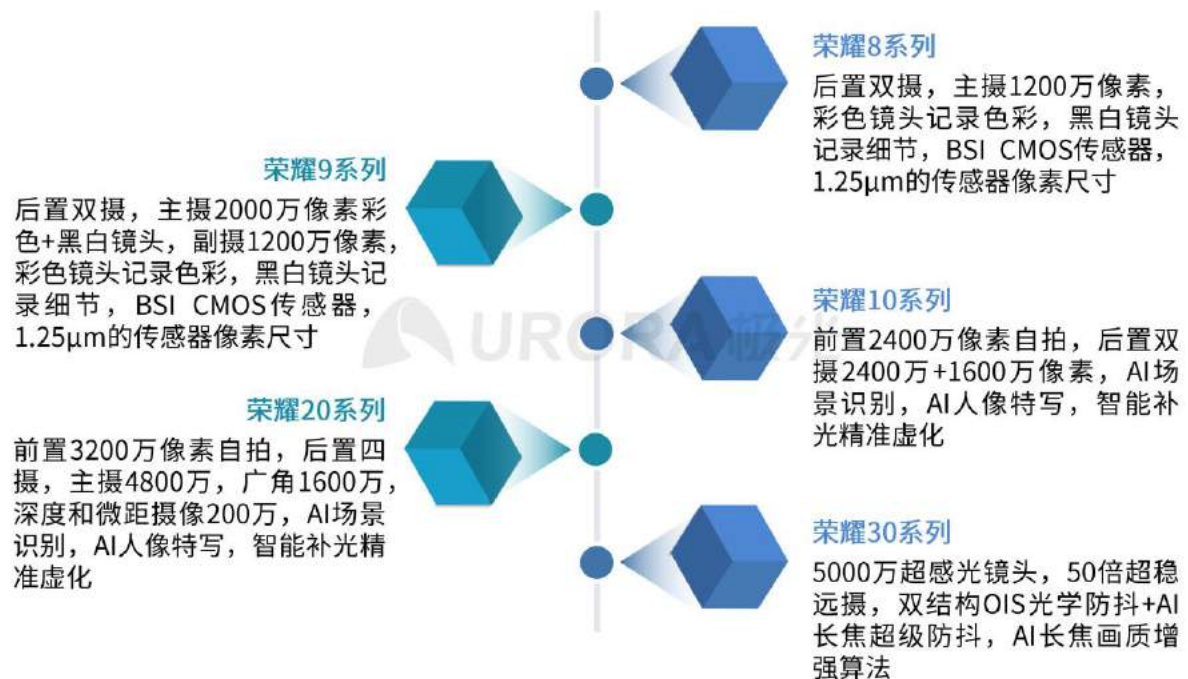 荣耀8系列
后置双摄，主摄1200万像素，
彩色镜头记录色彩，黑白镜头
记录细节，BSI CMOS传感器，
1.25μm的传感器像素尺寸
荣耀9系列
后置双摄，主摄2000万像素彩
色+黑白镜头，副摄1200万像素，
彩色镜头记录色彩，黑白镜头记
录细节，BSI CMOS传感器，
1.25μm的传感器像素尺寸
URORA极光
荣耀10系列
前置2400万像素自拍，后置双
摄2400万+1600万像素，AI场
景识别，AI人像特写，智能补
光精准虚化
荣耀20系列
前置3200万像素自拍，后置四
摄，主摄4800万，广角1600万，
深度和微距摄像200万，AI场景
识别，AI人像特写，智能补光精
准虚化
荣耀30系列
5000万超感光镜头，50倍超稳
远摄，双结构OIS光学防抖+AI
长焦超级防抖，AI长焦画质增
强算法